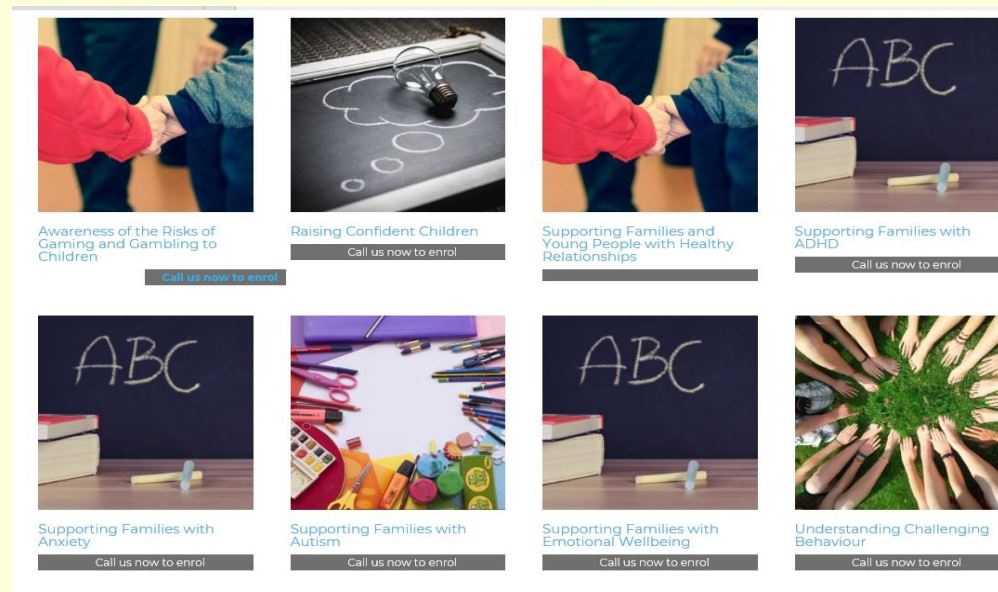 ABC
Awareness of the Risks of
Gaming and Gambling to
Children
Call us now to enrol
Raising Confident Children
Call us now to enrol
Supporting Families and
Young People with Healthy
Relationships
Supporting Families with
ADHD
Call us now to enrol
ABC
ABC
Supporting Families with
Anxiety
Call us now to enrol
Supporting Families with
Autism
Call us now to enrol
Supporting Families with
Emotional Wellbeing
Call us now to enrol
Understanding Challenging
Behaviour
Call us now to enrol